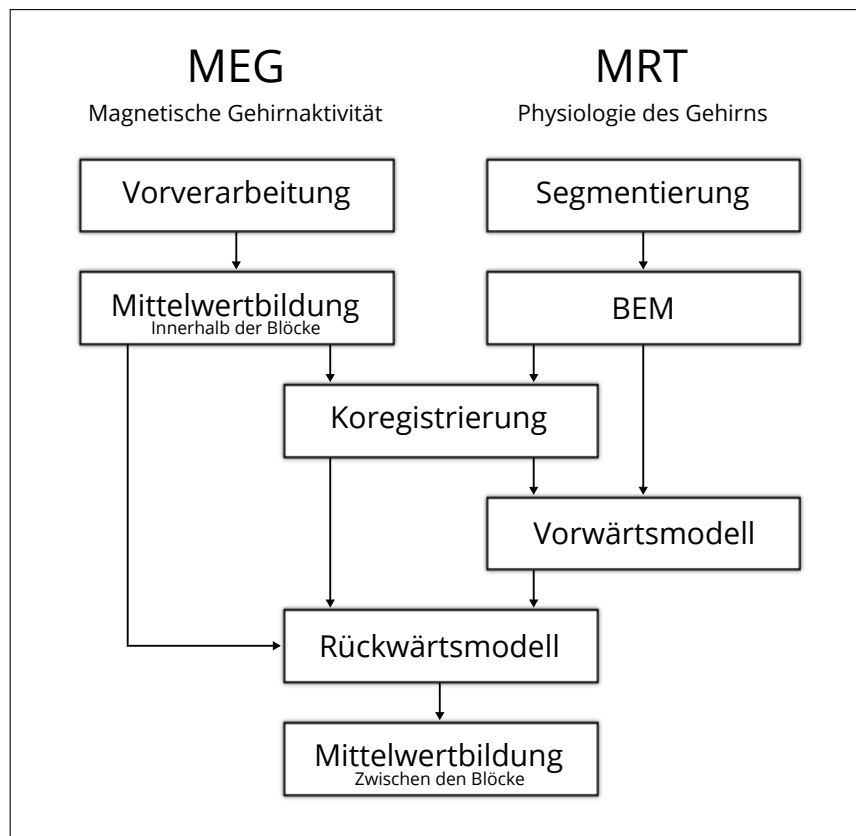 MEG
MRT
Magnetische Gehirnaktivität
Physiologie des Gehirns
Vorverarbeitung
Segmentierung
Mittelwertbildung
Innerhalb der Blöcke
BEM
Koregistrierung
Vorwärtsmodell
Rückwärtsmodell
Mittelwertbildung
Zwischen den Blöcke